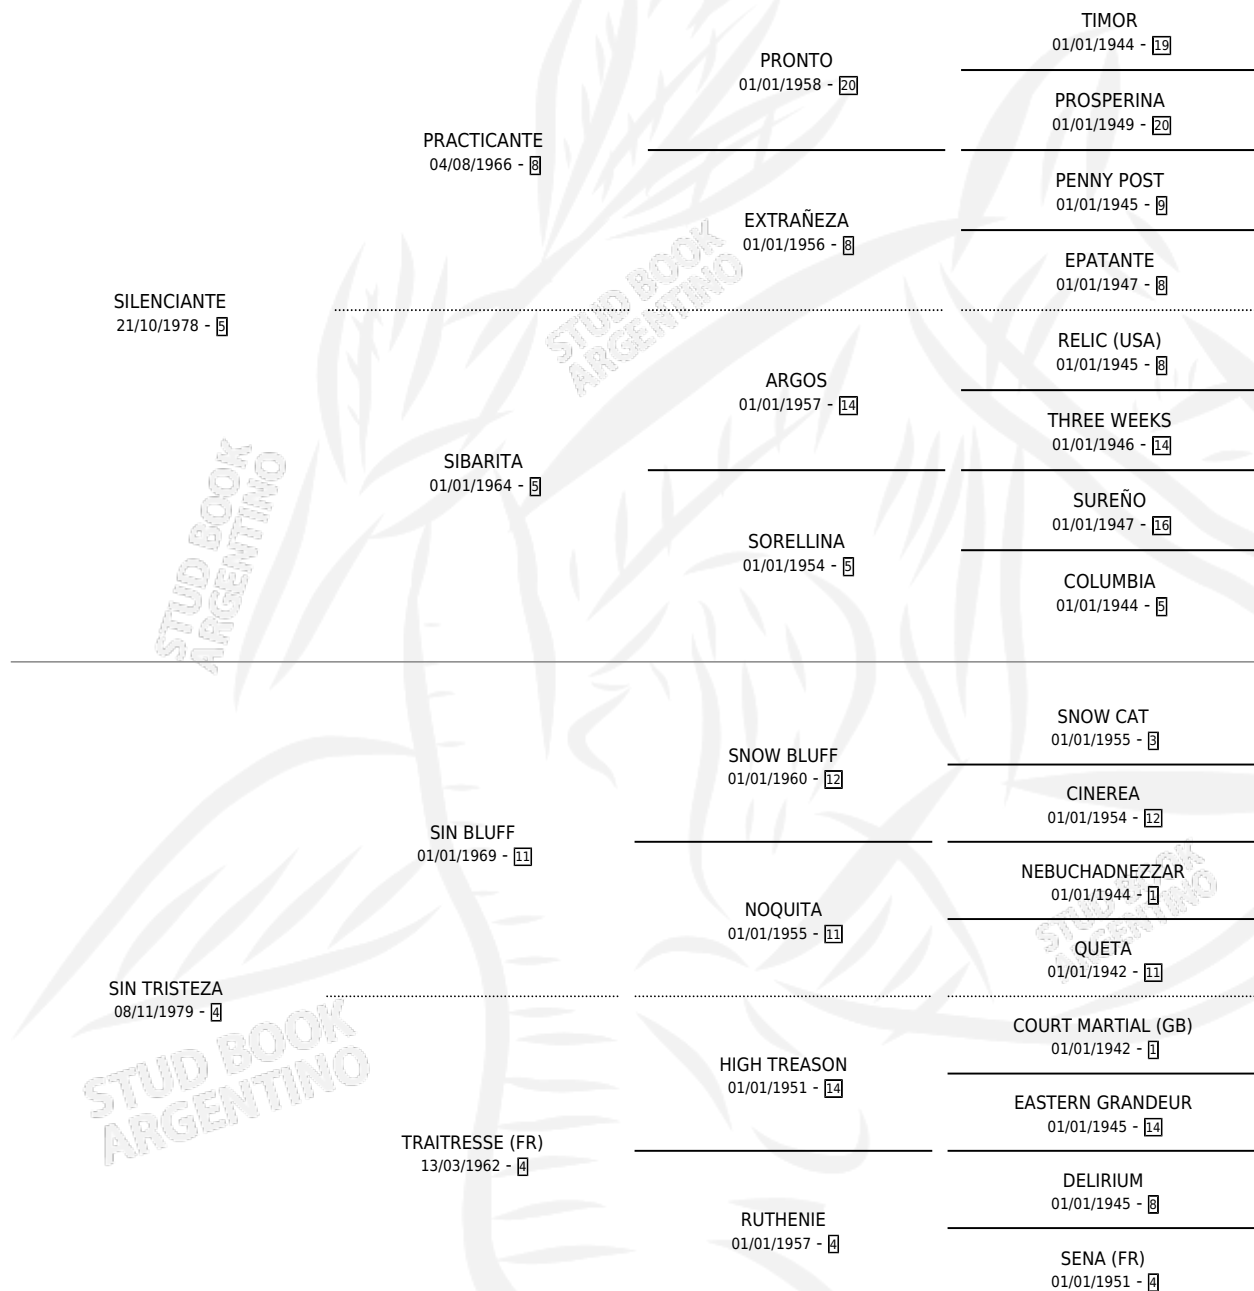 TIMOR
01/01/1944 - 19
PRONTO
01/01/1958 - 20
PROSPERINA
01/01/1949 - 20
PRACTICANTE
04/08/1966 - 8
PENNY POST
01/01/1945 - 9
EXTRAÑEZA
01/01/1956 - 8
EPATANTE
01/01/1947 - 8
SILENCIANTE
21/10/1978 - 5
RELIC (USA)
01/01/1945 - 8
ARGOS
01/01/1957 - 14
THREE WEEKS
01/01/1946 - 14
SIBARITA
01/01/1964 - 5
SUREÑO
01/01/1947 - 16
SORELLINA
01/01/1954 - 5
COLUMBIA
01/01/1944 - 5
SNOW CAT
01/01/1955 - 3
SNOW BLUFF
01/01/1960 - 12
CINEREA
01/01/1954 - 12
SIN BLUFF
01/01/1969 - 11
NEBUCHADNEZZAR
01/01/1944 - 1
NOQUITA
01/01/1955 - 11
QUETA
01/01/1942 - 11
SIN TRISTEZA
08/11/1979 - 4
COURT MARTIAL (GB)
01/01/1942 - 1
HIGH TREASON
01/01/1951 - 14
EASTERN GRANDEUR
01/01/1945 - 14
TRAITRESSE (FR)
13/03/1962 - 4
DELIRIUM
01/01/1945 - 8
RUTHENIE
01/01/1957 - 4
SENA (FR)
01/01/1951 - 4
STUD BOOK
ARGENTINO
STUD BOOK
ARGENTINO
STUD BOOK
ARGENTINO
STUD BOOK
ARGENTINO